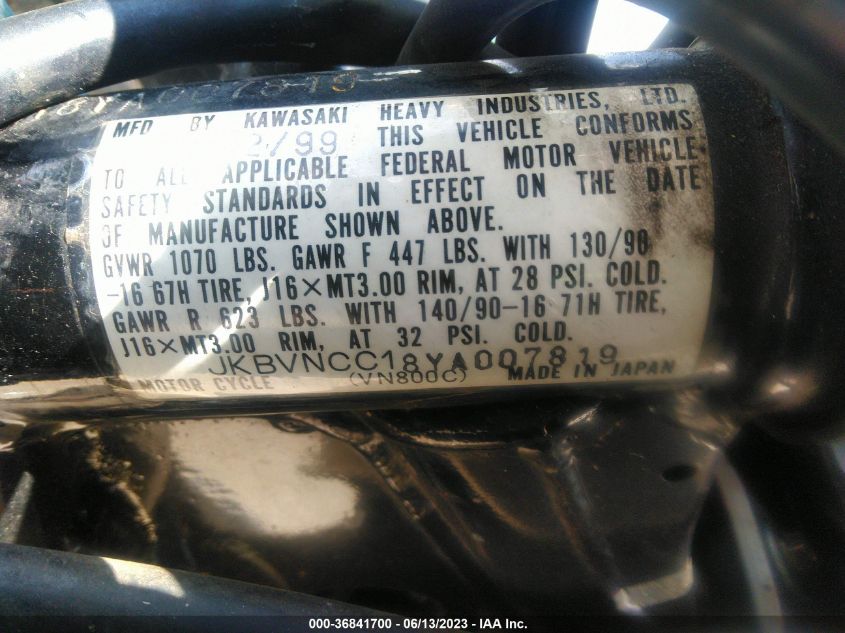 MFD BY KAWASAKI HEAVY INDUSTRIES, LTD.
2/99 THIS VEHICLE CONFORMS
TO ALL APPLICABLE FEDERAL MOTOR VEHICLE
SAFETY STANDARDS IN EFFECT ON THE DATE
OF MANUFACTURE SHOWN ABOVE.
GVWR 1070 LBS. GAWR F 447 LBS. WITH 130/90
-16 67H TIRE, J16×MT3.00 RIM, AT 28 PSI. COLD.
GAWR R 623 LBS. WITH 140/90-16 71H TIRE,
J16×MT3.00 RIM, AT 32 PSI. COLD.
JKBVNCC18YA007819
MOTOR CYCLE (VN800C) MADE IN JAPAN
000-36841700 - 06/13/2023 - IAA Inc.